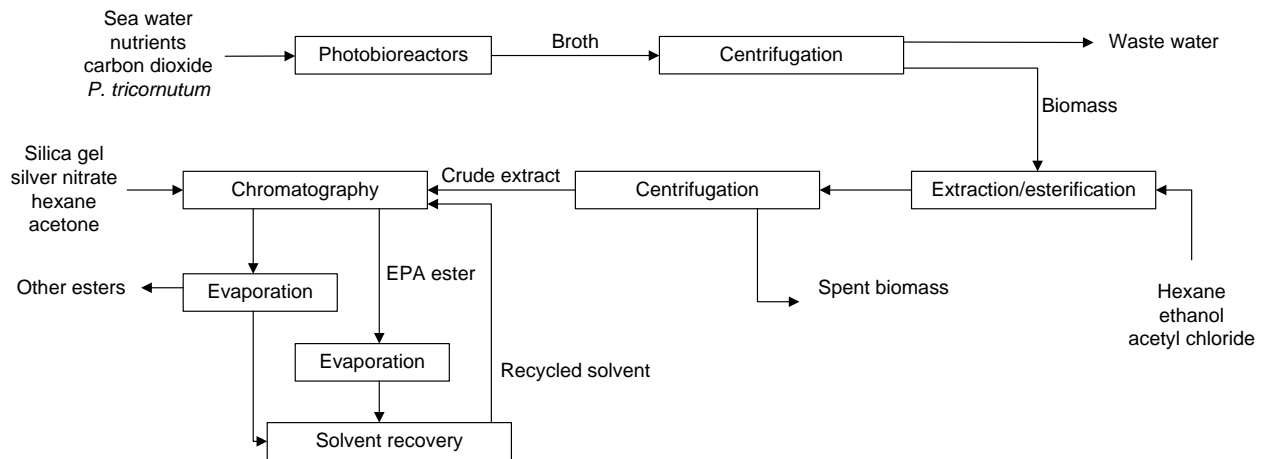 Sea water
nutrients
carbon dioxide
P. tricornutum
Photobioreactors
Broth
Centrifugation
Waste water
Biomass
Silica gel
silver nitrate
hexane
acetone
Chromatography
Crude extract
Centrifugation
Extraction/esterification
Other esters
Evaporation
EPA ester
Spent biomass
Hexane
ethanol
acetyl chloride
Evaporation
Recycled solvent
Solvent recovery